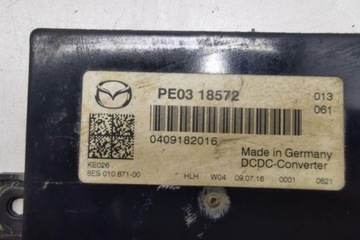 PE03 18572
013
061
0409182016
KE026
8ES 010.871-00
Made in Germany
DCDC-Converter
HLH W04 09.07.16 0001 0621